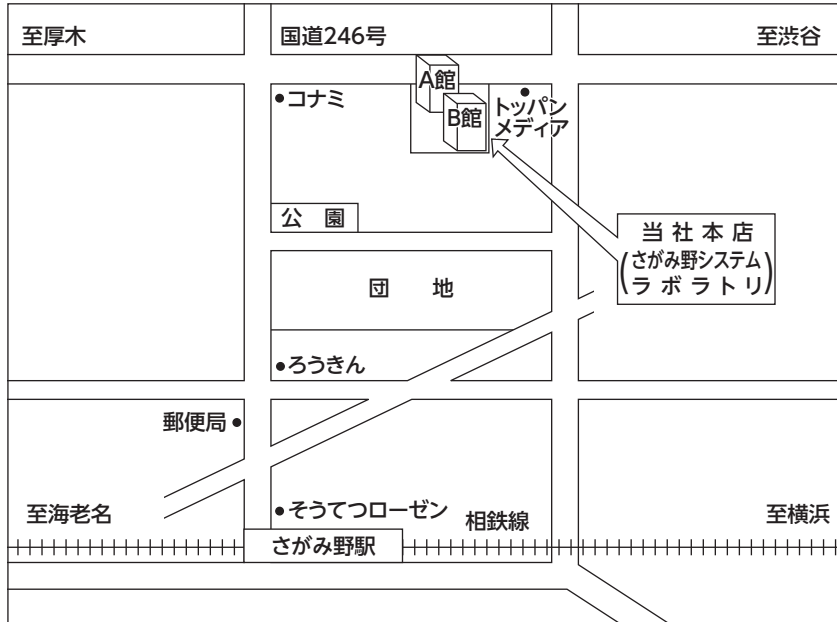 至厚木
国道246号
至渋谷
A館
コナミ
B館
トッパン
メディア
公園
当社本店
(さがみ野システム
ラボラトリ)
団地
ろうきん
郵便局
そうてつローゼン
至海老名
相鉄線
至横浜
さがみ野駅